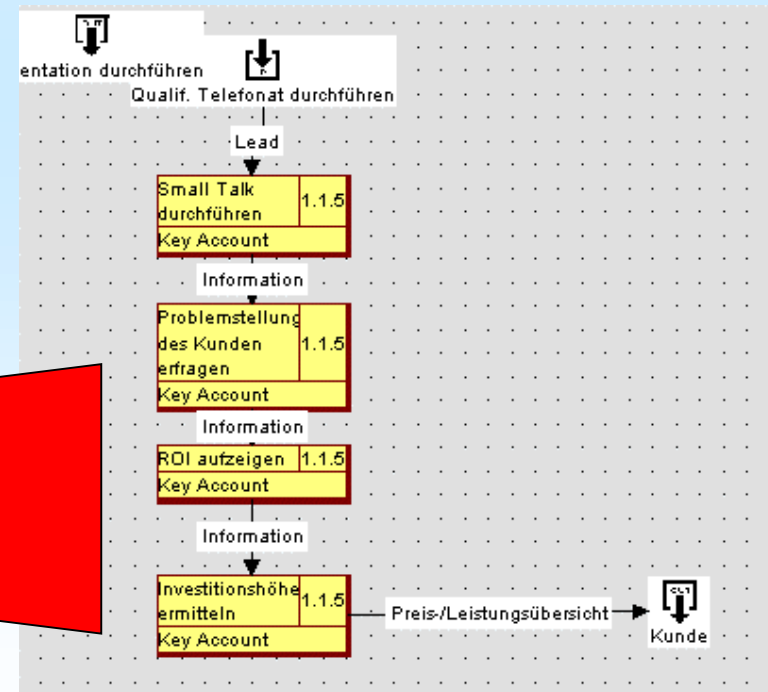 entation durchführen
Qualif. Telefonat durchführen
Lead
Small Talk
durchführen
1.1.5
Key Account
Information
Problemstellung
des Kunden
erfragen
1.1.5
Key Account
Information
ROI aufzeigen
1.1.5
Key Account
Information
Investitionshöhe
ermitteln
1.1.5
Key Account
Preis-/Leistungsübersicht
Kunde